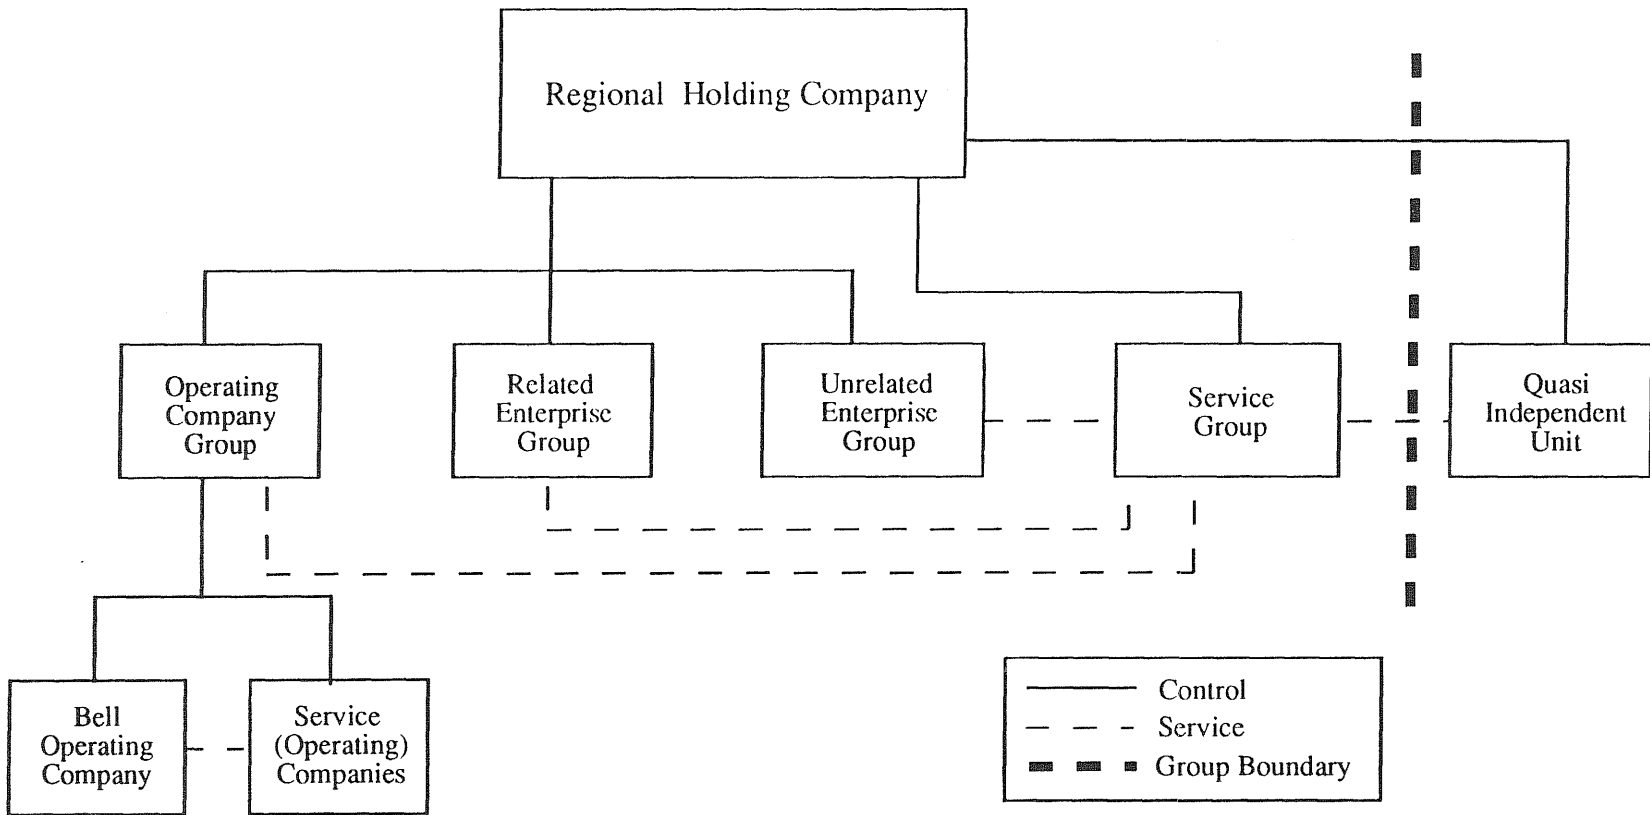 Regional Holding Company
Operating
Company
Group
Related
Enterprise
Group
Unrelated
Enterprise
Group
Service
Group
Quasi
Independent
Unit
Bell
Operating
Company
Service
(Operating)
Companies
Control
Service
Group Boundary